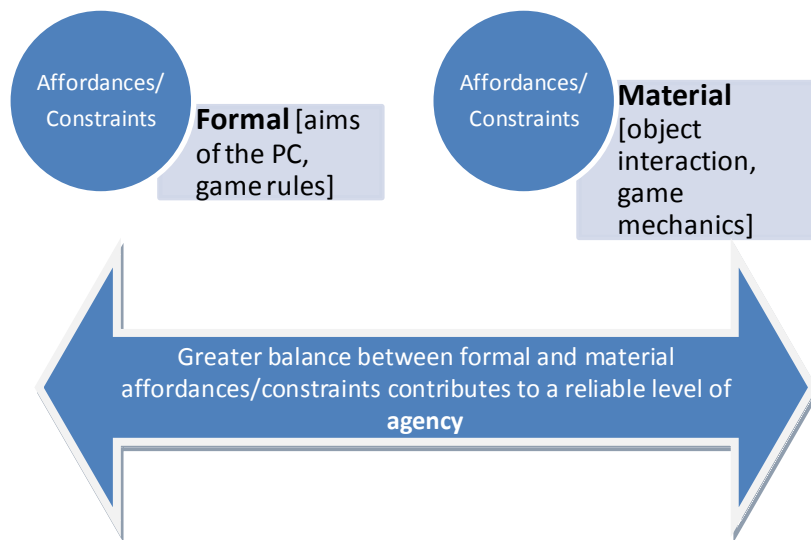 Affordances/
Constraints
Formal [aims
of the PC,
game rules]
Affordances/
Constraints
Material
[object
interaction,
game
mechanics]
Greater balance between formal and material
affordances/constraints contributes to a reliable level of
agency